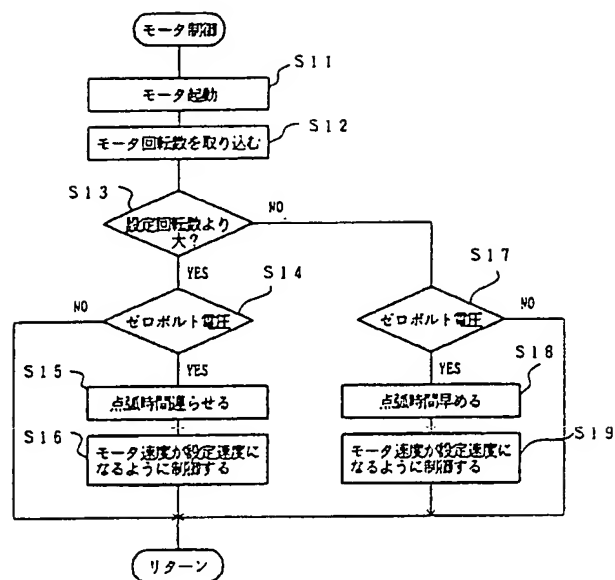 モータ制御
S11
モータ起動
S12
モータ回転数を取り込む
S13
設定回転数より
大?
NO
YES
S14
ゼロボルト電圧
NO
YES
S15
点弧時間遅らせる
S16
モータ速度が設定速度に
なるように制御する
S17
ゼロボルト電圧
NO
YES
S18
点弧時間早める
S19
モータ速度が設定速度に
なるように制御する
リターン